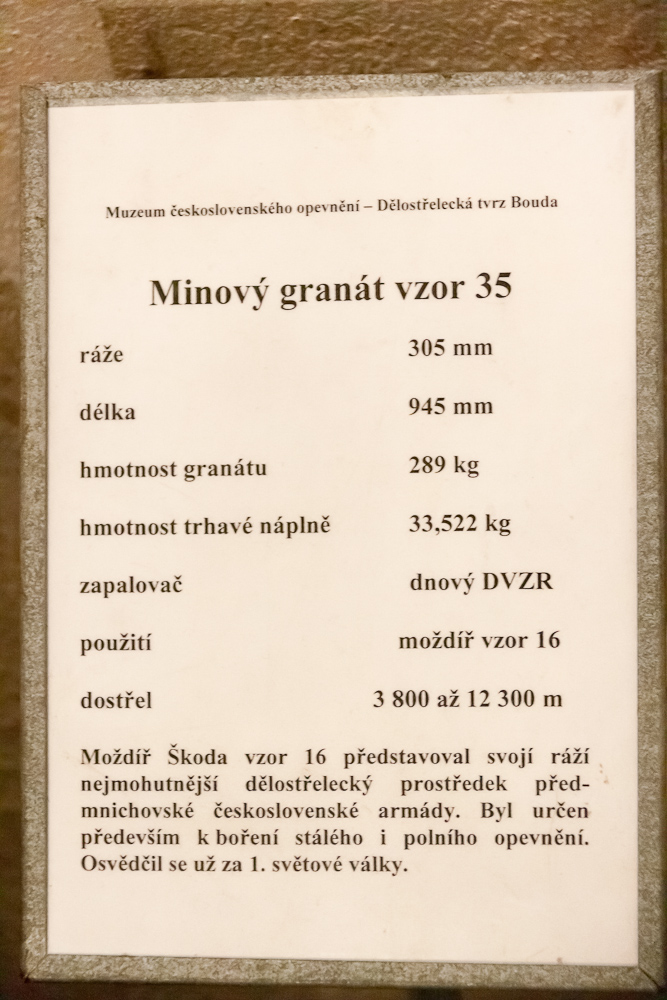 Muzeum československého opevnění – Dělostřelecká tvrz Bouda
Minový granát vzor 35
ráže 305 mm
délka 945 mm
hmotnost granátu 289 kg
hmotnost trhavé náplně 33,522 kg
zapalovač dnový DVZR
použití moždíř vzor 16
dostřel 3 800 až 12 300 m
Moždíř Škoda vzor 16 představoval svojí ráží
nejmohutnější dělostřelecký prostředek před-
mnichovské československé armády. Byl určen
především k boření stálého i polního opevnění.
Osvědčil se už za 1. světové války.